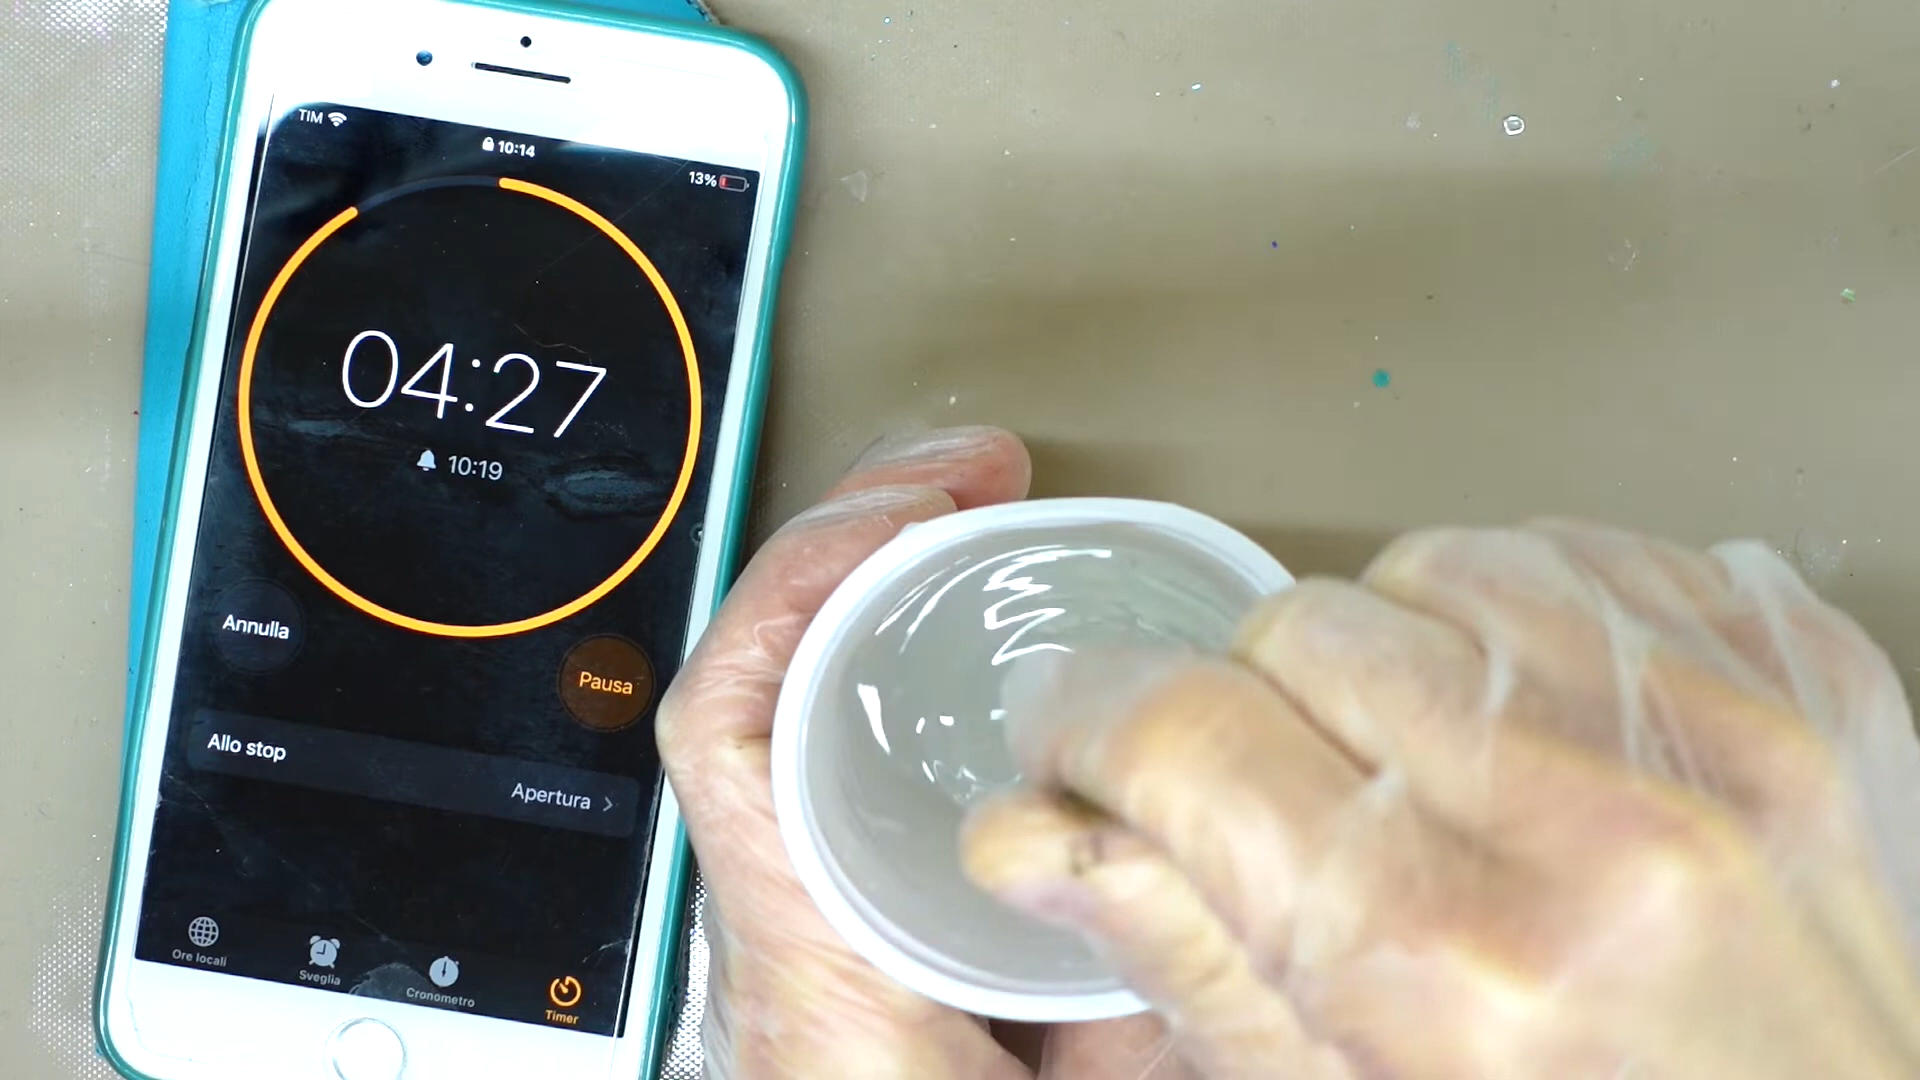 TIM
10:14
13%
04:27
10:19
Annulla
Pausa
Allo stop
Apertura
Ore locali
Sveglia
Cronometro
Timer